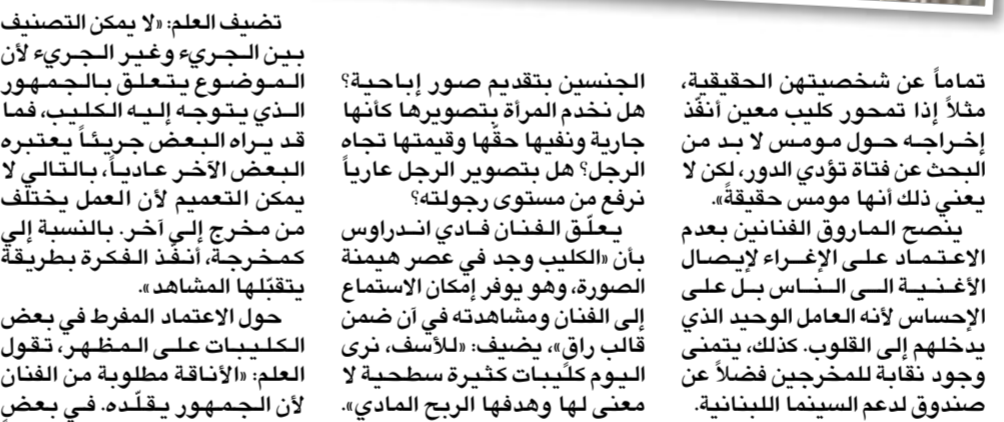 تماماً عن شخصيتهن الحقيقية،
مثلاً إذا تمحور كليب معين أنفّذ
إخراجه حول مومس لا بد من
البحث عن فتاة تؤدي الدور، لكن لا
يعني ذلك أنها مومس حقيقةً».
ينصح الماروق الفنانين بعدم
الاعتماد على الإغراء لإيصال
الأغنية الى الناس بل على
الإحساس لأنه العامل الوحيد الذي
يدخلهم إلى القلوب. كذلك، يتمنى
وجود نقابة للمخرجين فضلاً عن
صندوق لدعم السينما اللبنانية.
الجنسين بتقديم صور إباحية؟
هل نخدم المرأة بتصويرها كأنها
جارية ونفيها حقّها وقيمتها تجاه
الرجل؟ هل بتصوير الرجل عارياً
نرفع من مستوى رجولته؟
يعلّق الفنان فادي اندراوس
بأن «الكليب وجد في عصر هيمنة
الصورة، وهو يوفر إمكان الاستماع
إلى الفنان ومشاهدته في آن ضمن
قالب راقٍ»، يضيف: «للأسف، نرى
اليوم كليبات كثيرة سطحية لا
معنى لها وهدفها الربح المادي».
تضيف العلم: «لا يمكن التصنيف
بين الجريء وغير الجريء لأن
الموضوع يتعلق بالجمهور
الذي يتوجه إليه الكليب، فما
قد يراه البعض جريئاً يعتبره
البعض الآخر عادياً، بالتالي لا
يمكن التعميم لأن العمل يختلف
من مخرج إلى آخر. بالنسبة إلي
كمخرجة، أنفّذ الفكرة بطريقة
يتقبّلها المشاهد».
حول الاعتماد المفرط في بعض
الكليبات على المظهر، تقول
العلم: «الأناقة مطلوبة من الفنان
لأن الجمهور يقلّده. في بعض